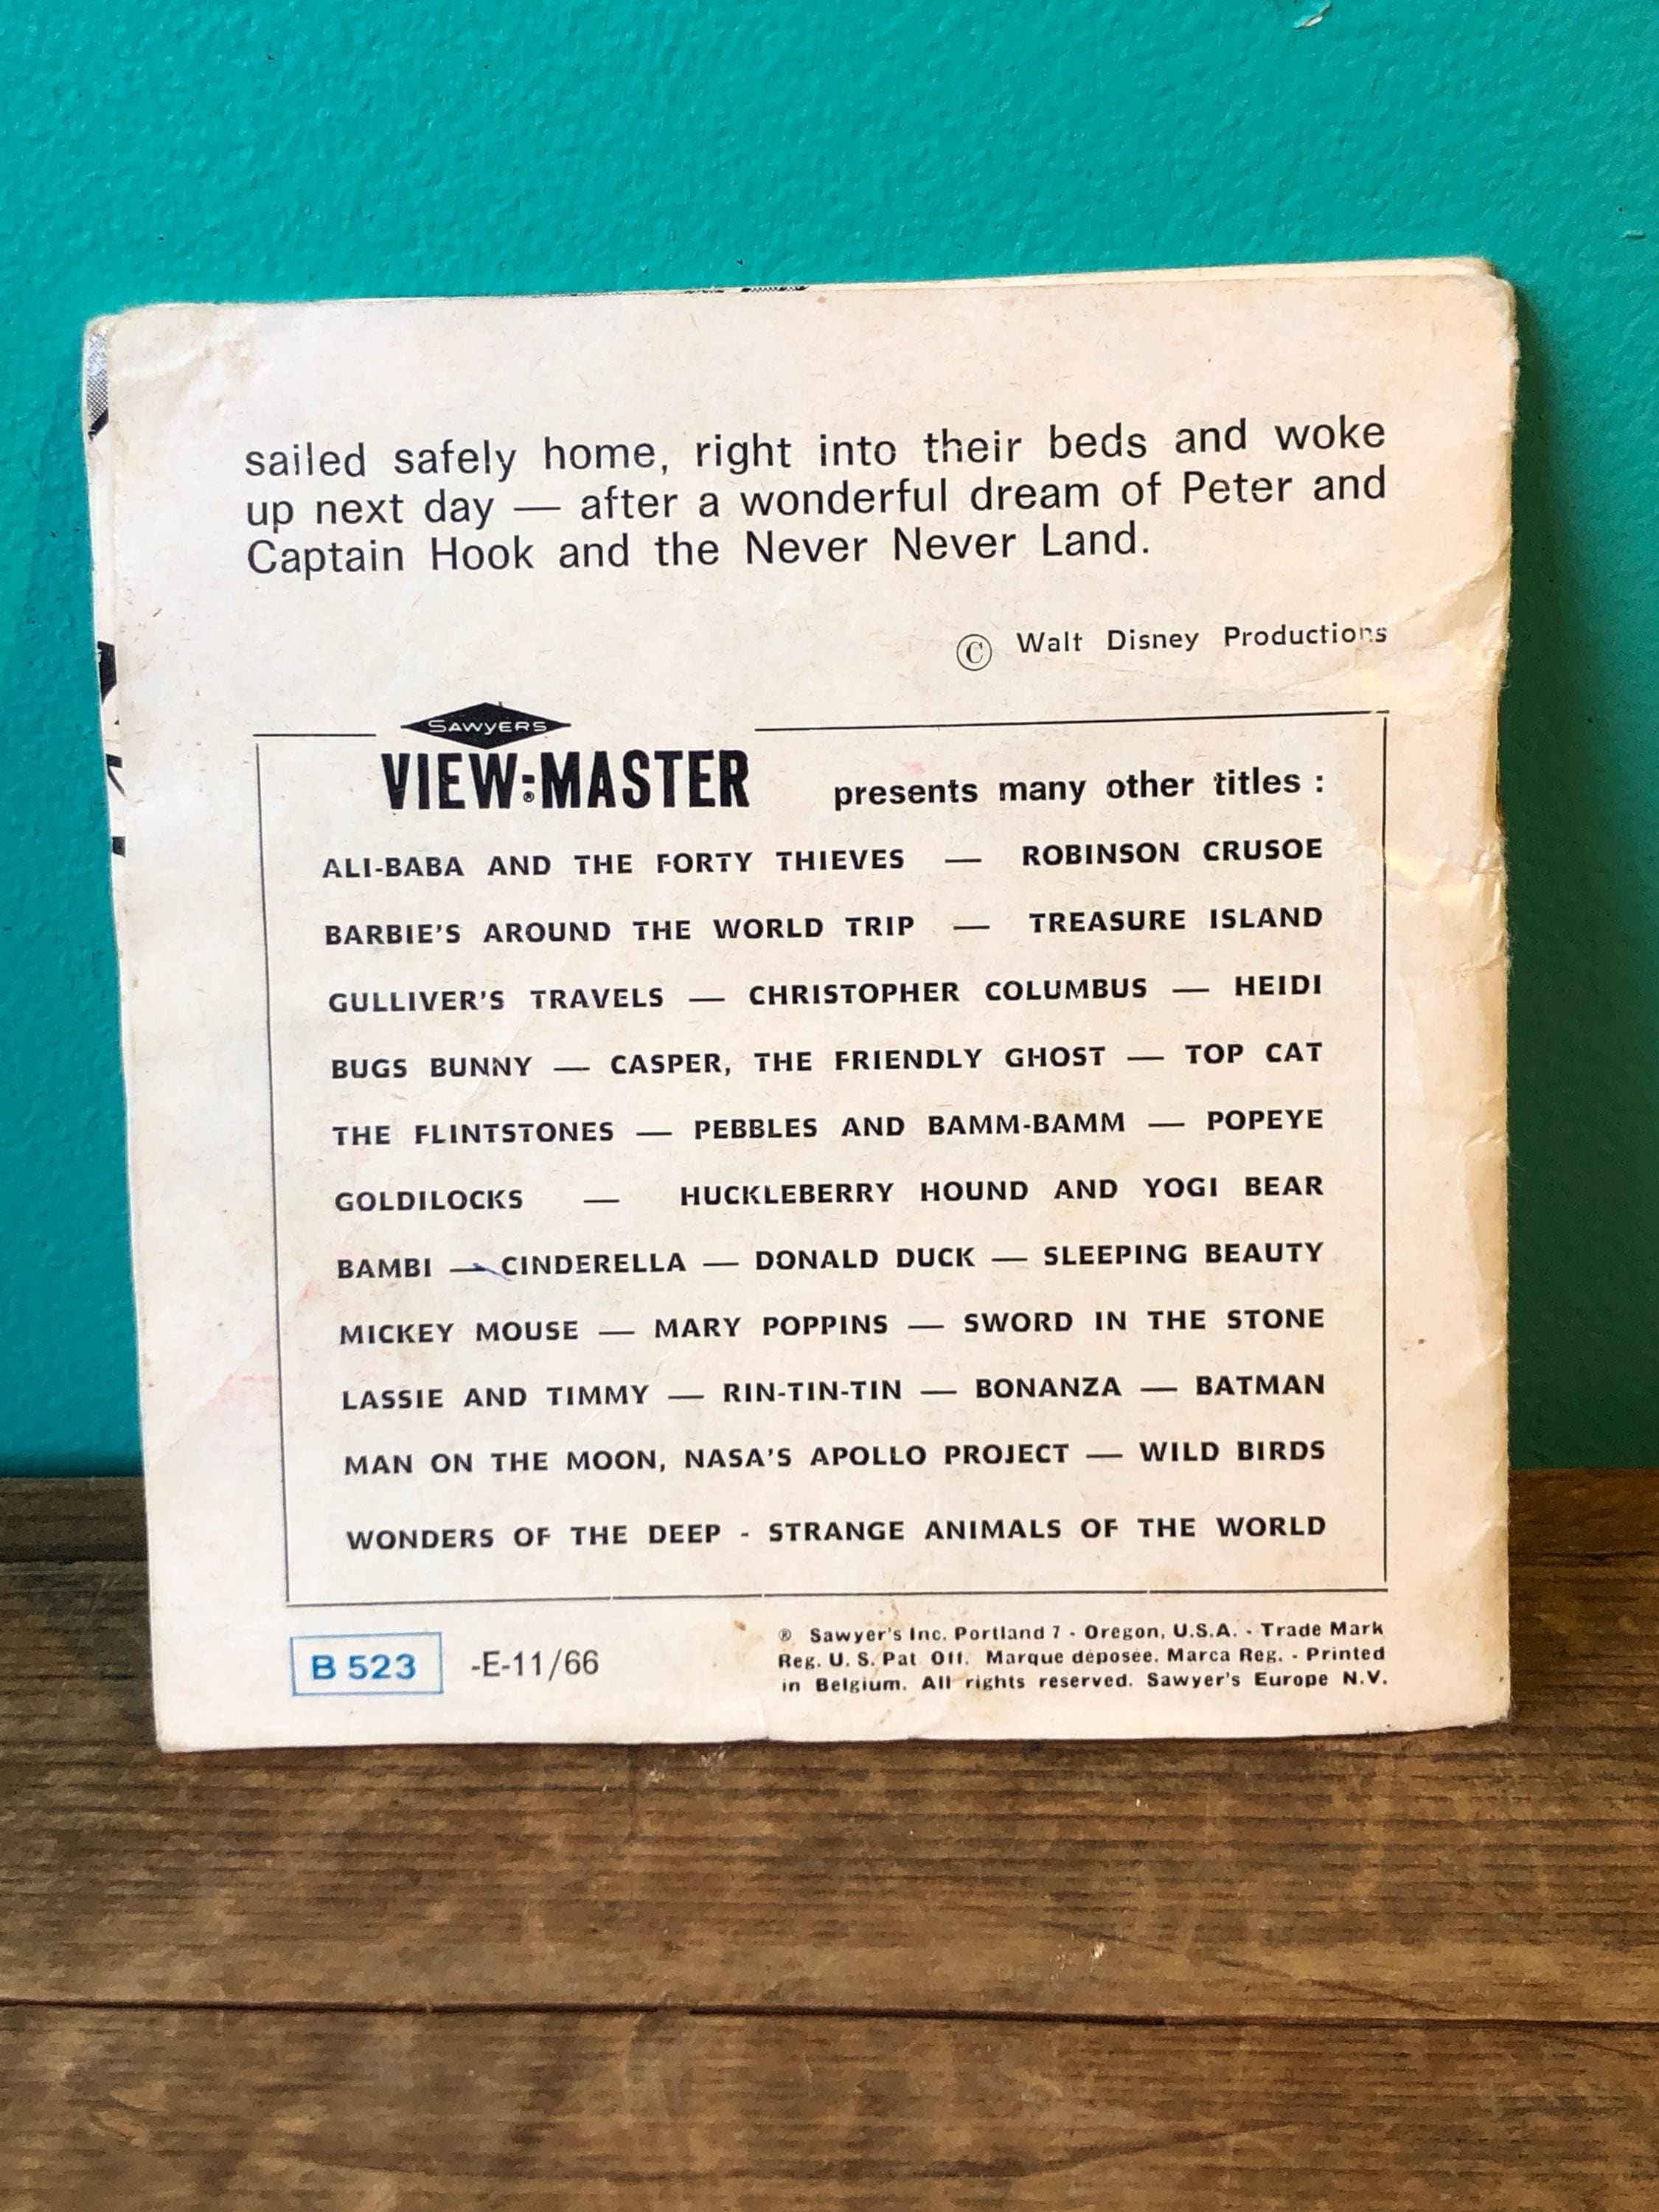 sailed safely home, right into their beds and woke
up next day — after a wonderful dream of Peter and
Captain Hook and the Never Never Land.
© Walt Disney Productions
SAWYERS
VIEW-MASTER® presents many other titles :
ALI-BABA AND THE FORTY THIEVES — ROBINSON CRUSOE
BARBIE'S AROUND THE WORLD TRIP — TREASURE ISLAND
GULLIVER'S TRAVELS — CHRISTOPHER COLUMBUS — HEIDI
BUGS BUNNY — CASPER, THE FRIENDLY GHOST — TOP CAT
THE FLINTSTONES — PEBBLES AND BAMM-BAMM — POPEYE
GOLDILOCKS — HUCKLEBERRY HOUND AND YOGI BEAR
BAMBI — CINDERELLA — DONALD DUCK — SLEEPING BEAUTY
MICKEY MOUSE — MARY POPPINS — SWORD IN THE STONE
LASSIE AND TIMMY — RIN-TIN-TIN — BONANZA — BATMAN
MAN ON THE MOON, NASA'S APOLLO PROJECT — WILD BIRDS
WONDERS OF THE DEEP - STRANGE ANIMALS OF THE WORLD
B 523 -E-11/66
® Sawyer's Inc. Portland 7 - Oregon, U.S.A. - Trade Mark
Reg. U. S. Pat. Off. Marque déposée. Marca Reg. - Printed
in Belgium. All rights reserved. Sawyer's Europe N.V.